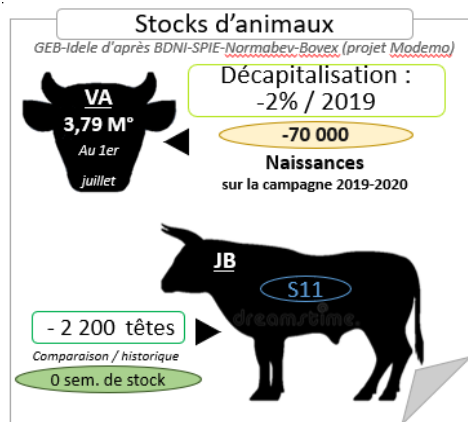 Stocks d’animaux
GEB-Idele d’après BDNI-SPIE-Normabev-Bovex (projet Modemo)
VA
3,79 M°
Au 1er
juillet
Décapitalisation :
-2% / 2019
-70 000
Naissances
sur la campagne 2019-2020
JB
S11
dreamstime.
- 2 200 têtes
Comparaison / historique
0 sem. de stock